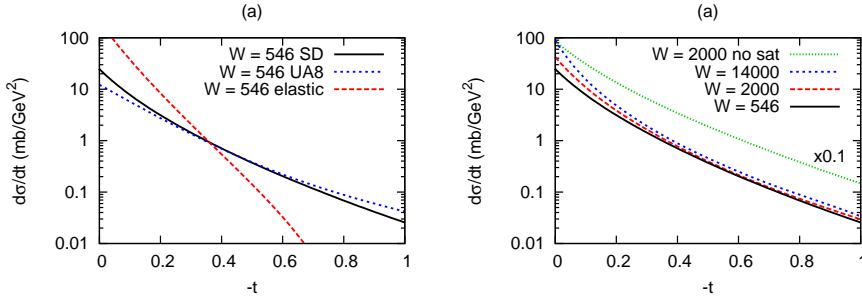 (a)
dσ/dt (mb/GeV²)
100
10
1
0.1
0.01
W = 546 SD
W = 546 UA8
W = 546 elastic
0 0.2 0.4 0.6 0.8 1
-t
(a)
dσ/dt (mb/GeV²)
100
10
1
0.1
0.01
W = 2000 no sat
W = 14000
W = 2000
W = 546
x0.1
0 0.2 0.4 0.6 0.8 1
-t